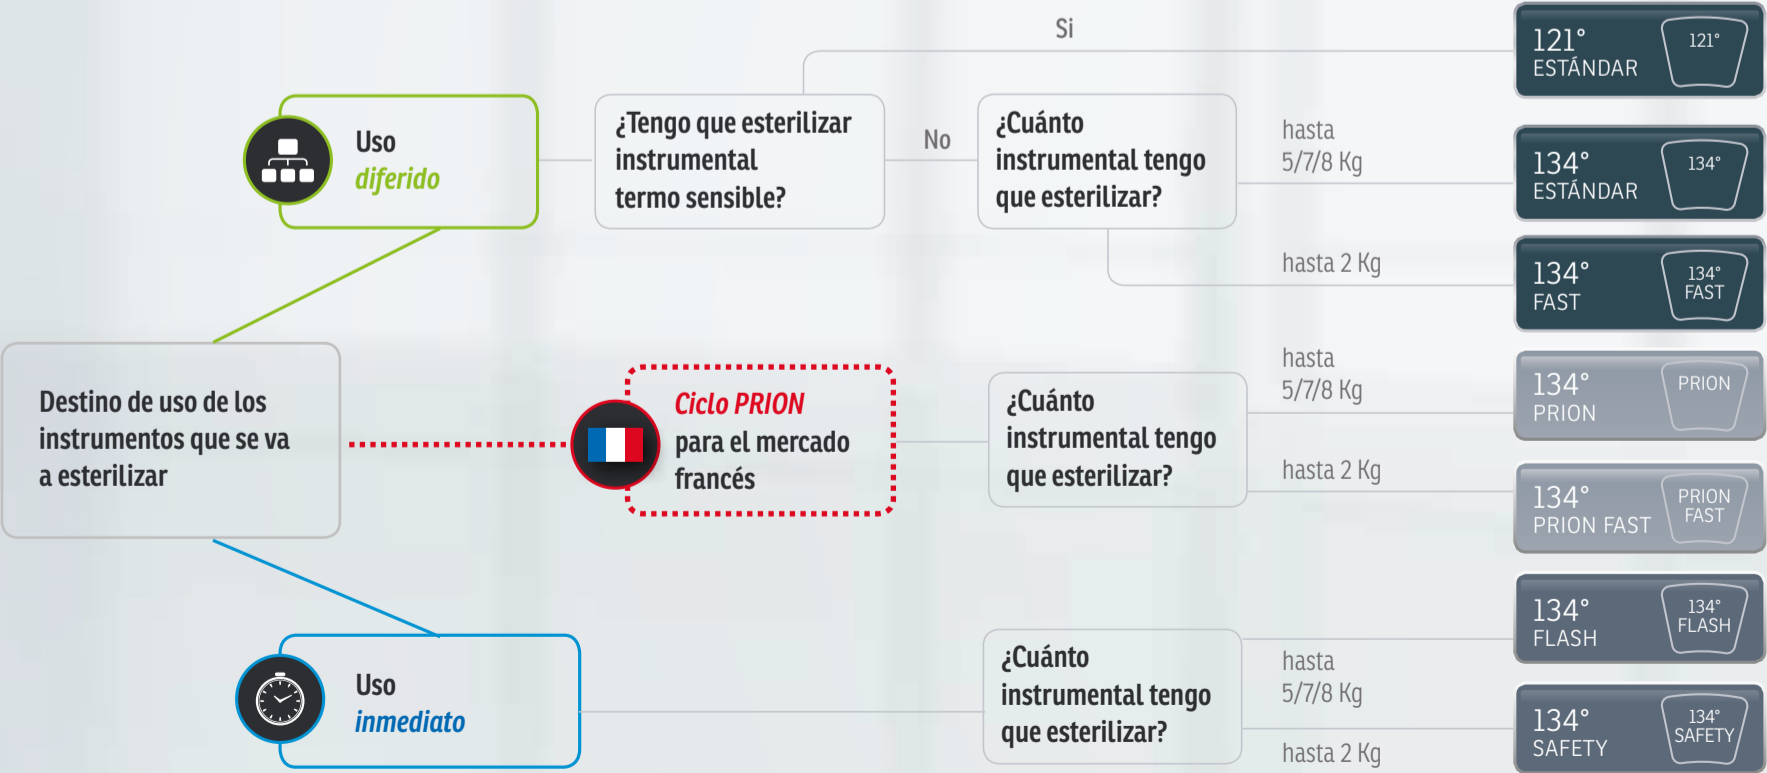 Si
121°
ESTÁNDAR
121°
Uso
diferido
¿Tengo que esterilizar
instrumental
termo sensible?
No
¿Cuánto
instrumental tengo
que esterilizar?
hasta
5/7/8 Kg
134°
ESTÁNDAR
134°
hasta 2 Kg
134°
FAST
134°
FAST
Destino de uso de los
instrumentos que se va
a esterilizar
Ciclo PRION
para el mercado
francés
¿Cuánto
instrumental tengo
que esterilizar?
hasta
5/7/8 Kg
134°
PRION
PRION
hasta 2 Kg
134°
PRION FAST
PRION
FAST
Uso
inmediato
¿Cuánto
instrumental tengo
que esterilizar?
134°
FLASH
134°
FLASH
hasta
5/7/8 Kg
134°
SAFETY
134°
SAFETY
hasta 2 Kg